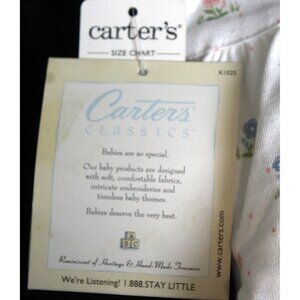 carter's®
SIZE CHART
K1025
Carter's
CLASSICS™
Babies are so special.
Our baby products are designed
with soft, comfortable fabrics,
intricate embroideries and
timeless baby themes.
Babies deserve the very best.
A
B C
Reminiscent of Heritage & Hand-Made Treasures
We're Listening! 1.888.STAY LITTLE
www.carters.com